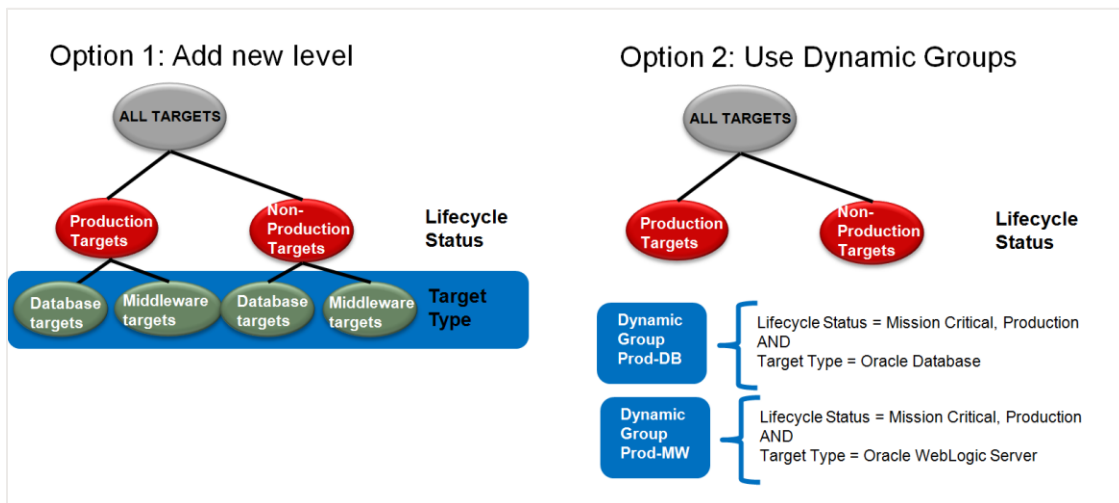 Option 1: Add new level
ALL TARGETS
Production
Targets
Non-
Production
Targets
Lifecycle
Status
Database
targets
Middleware
targets
Database
targets
Middleware
targets
Target
Type
Option 2: Use Dynamic Groups
ALL TARGETS
Production
Targets
Non-
Production
Targets
Lifecycle
Status
Dynamic
Group
Prod-DB
Lifecycle Status = Mission Critical, Production
AND
Target Type = Oracle Database
Dynamic
Group
Prod-MW
Lifecycle Status = Mission Critical, Production
AND
Target Type = Oracle WebLogic Server